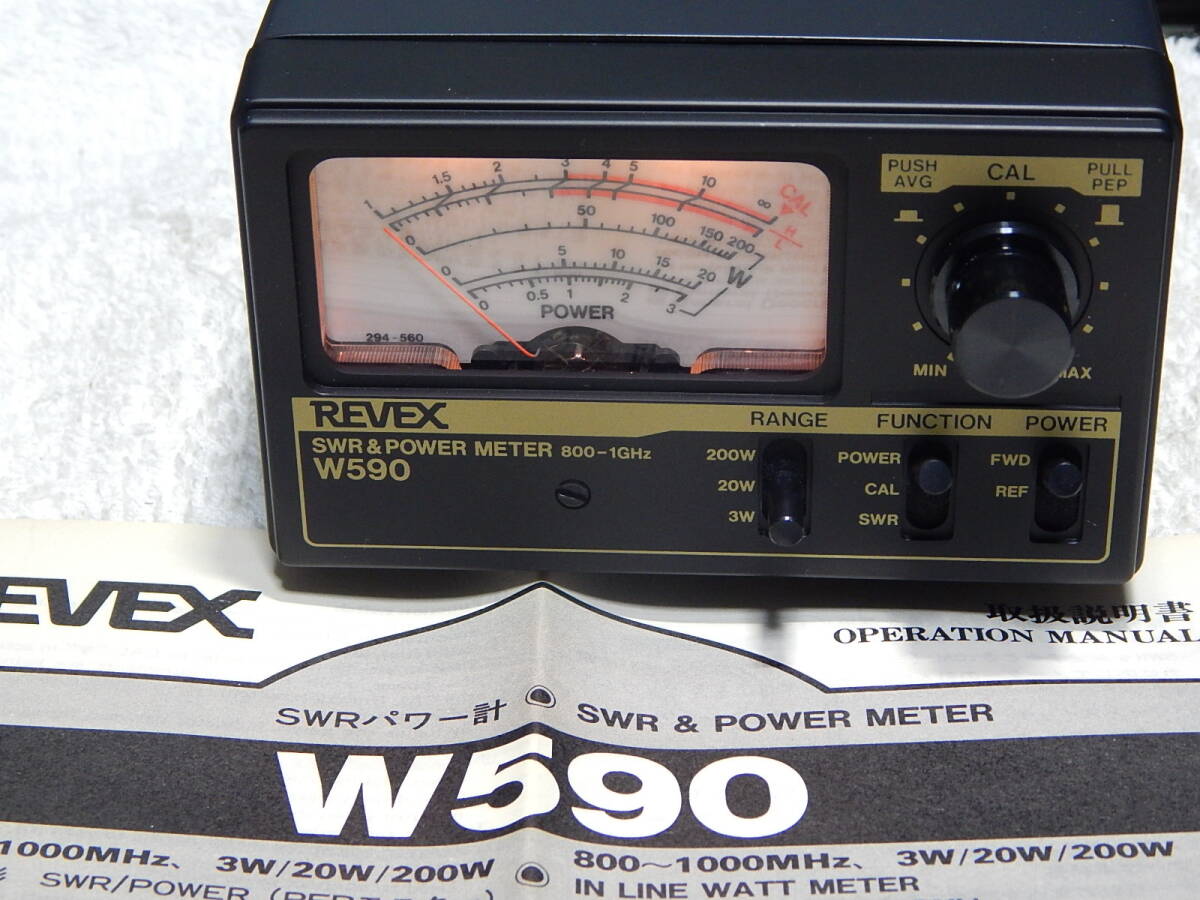 PUSH AVG CAL PULL PEP
1 1.5 2 3 4 5 10 ∞ CAL
H
L
0 50 100 150 200
W
0 5 10 15 20
0 0.5 1 2 3
POWER
294-560
MIN MAX
REVEX
SWR & POWER METER 800-1GHz
W590
RANGE FUNCTION POWER
200W POWER FWD
20W CAL REF
3W SWR
EVEX
取扱説明書
OPERATION MANUAL
SWRパワー計 SWR & POWER METER
W590
1000MHz、 3W/20W/200W 800~1000MHz、 3W/20W/200W
SWR/POWER IN LINE WATT METER